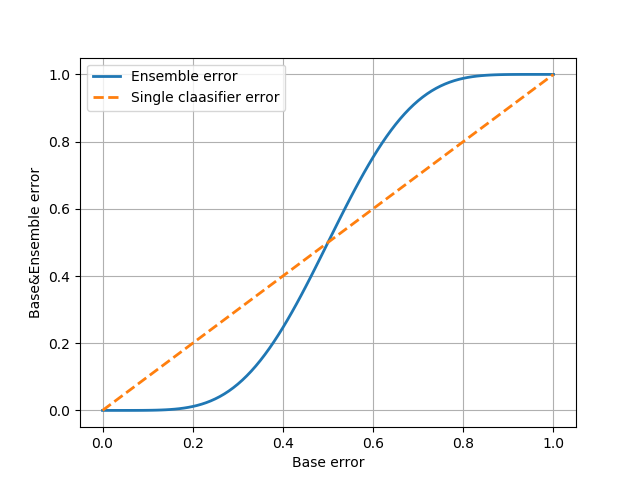 Ensemble error
Single claasifier error
Base&Ensemble error
1.0
0.8
0.6
0.4
0.2
0.0
0.0 0.2 0.4 0.6 0.8 1.0
Base error